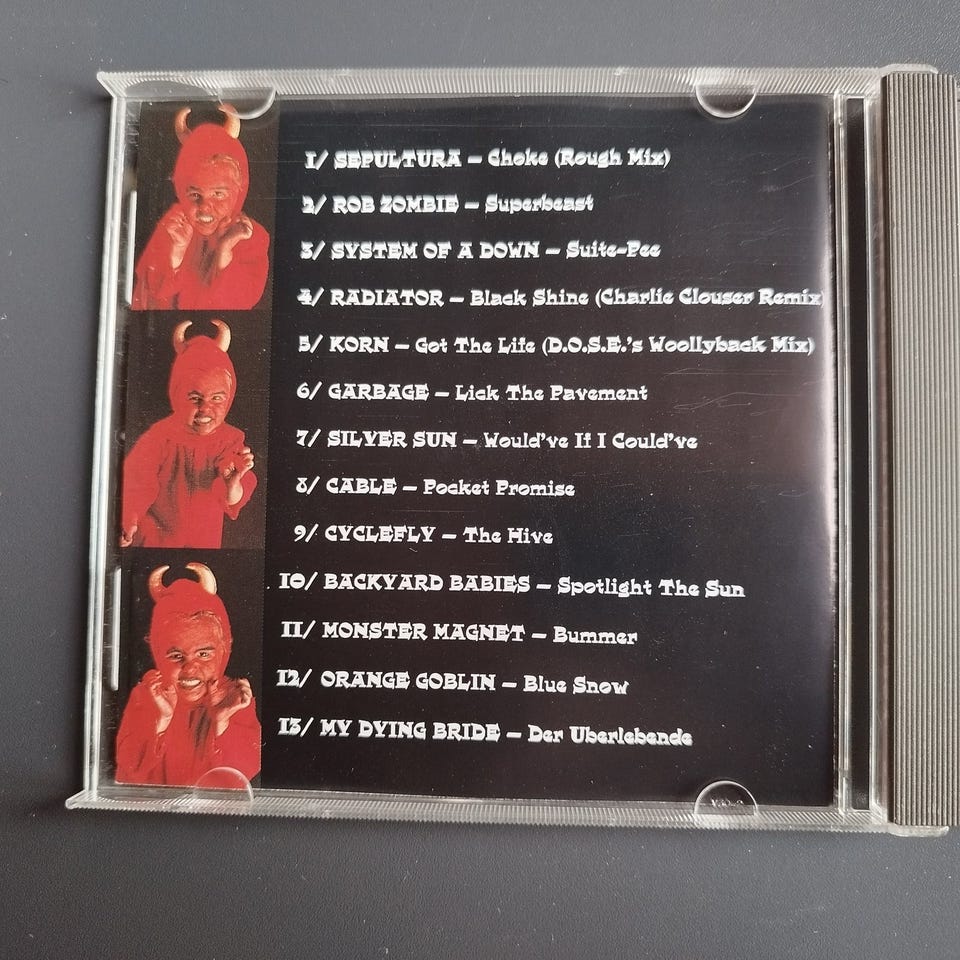 1/ SEPULTURA – Choke (Rough Mix)
2/ ROB ZOMBIE – Superbeast
3/ SYSTEM OF A DOWN – Suite-Pee
4/ RADIATOR – Black Shine (Charlie Clouser Remix)
5/ KORN – Got The Life (D.O.S.E.'s Woollyback Mix)
6/ GARBAGE – Lick The Pavement
7/ SILVER SUN – Would've If I Could've
8/ CABLE – Pocket Promise
9/ CYCLEFLY – The Hive
10/ BACKYARD BABIES – Spotlight The Sun
11/ MONSTER MAGNET – Bummer
12/ ORANGE GOBLIN – Blue Snow
13/ MY DYING BRIDE – Der Uberlebende